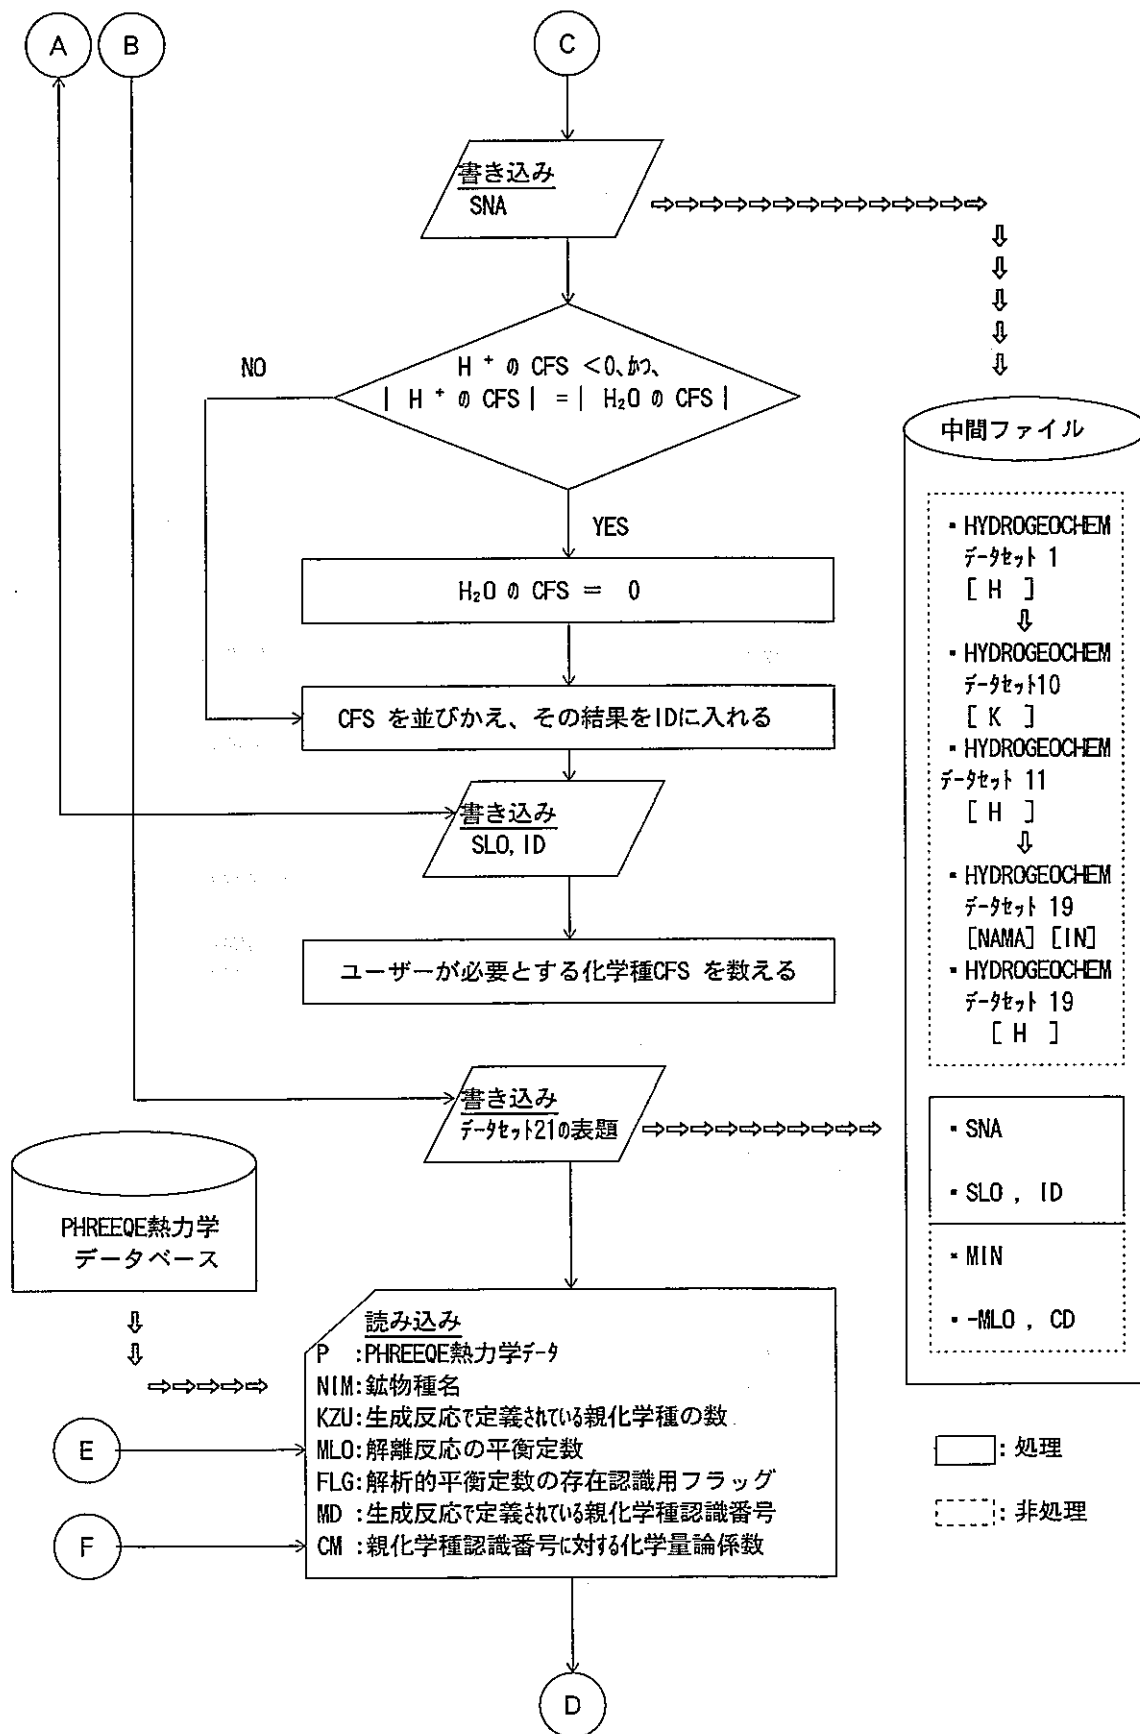 A
B
C
書き込み
SNA
⇨⇨⇨⇨⇨⇨⇨⇨⇨⇨⇨⇨⇨⇨
⇩
⇩
⇩
⇩
⇩
H⁺ の CFS <0、かつ、
| H⁺ の CFS | = | H₂O の CFS |
NO
YES
H₂O の CFS = 0
CFS を並びかえ、その結果をIDに入れる
書き込み
SLO, ID
ユーザーが必要とする化学種CFS を数える
書き込み
データセット21の表題
⇨⇨⇨⇨⇨⇨⇨⇨⇨⇨
中間ファイル
・HYDROGEOCHEM
データセット 1
[ H ]
⇩
・HYDROGEOCHEM
データセット10
[ K ]
・HYDROGEOCHEM
データセット 11
[ H ]
⇩
・HYDROGEOCHEM
データセット 19
[NAMA] [IN]
・HYDROGEOCHEM
データセット 19
[ H ]
・SNA
・SLO , ID
・MIN
・-MLO , CD
PHREEQE熱力学
データベース
⇩
⇩
⇨⇨⇨⇨⇨
読み込み
P :PHREEQE熱力学データ
NIM:鉱物種名
KZU:生成反応で定義されている親化学種の数
MLO:解離反応の平衡定数
FLG:解析的平衡定数の存在認識用フラッグ
MD :生成反応で定義されている親化学種認識番号
CM :親化学種認識番号に対する化学量論係数
E
F
D
: 処理
: 非処理